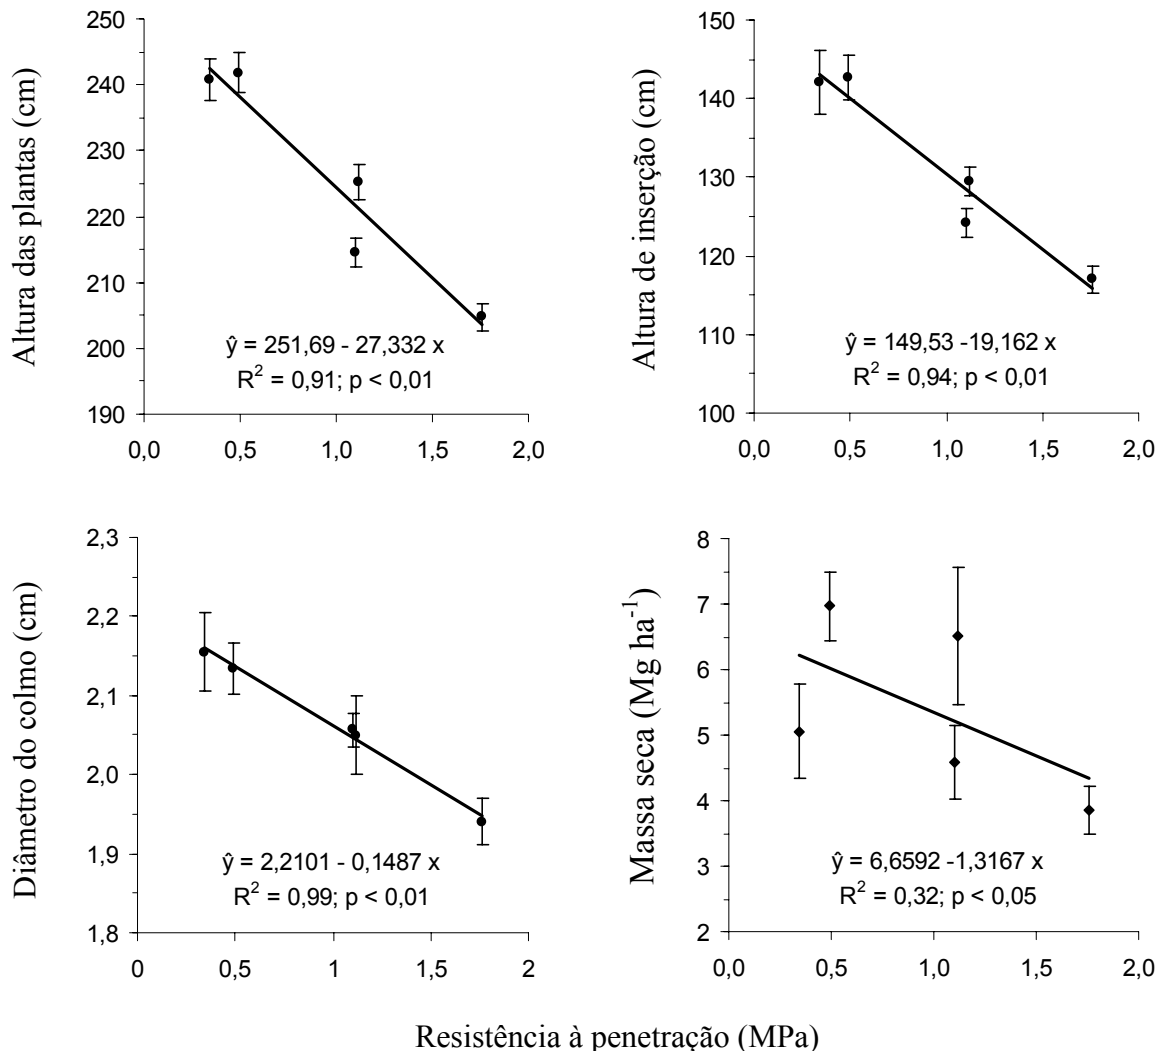 250
240
230
220
210
200
190
Altura das plantas (cm)
ŷ = 251,69 - 27,332 x
R² = 0,91; p < 0,01
0,0 0,5 1,0 1,5 2,0
150
140
130
120
110
100
Altura de inserção (cm)
ŷ = 149,53 -19,162 x
R² = 0,94; p < 0,01
0,0 0,5 1,0 1,5 2,0
2,3
2,2
2,1
2,0
1,9
1,8
Diâmetro do colmo (cm)
ŷ = 2,2101 - 0,1487 x
R² = 0,99; p < 0,01
0 0,5 1 1,5 2
8
7
6
5
4
3
2
Massa seca (Mg ha⁻¹)
ŷ = 6,6592 -1,3167 x
R² = 0,32; p < 0,05
0,0 0,5 1,0 1,5 2,0
Resistência à penetração (MPa)